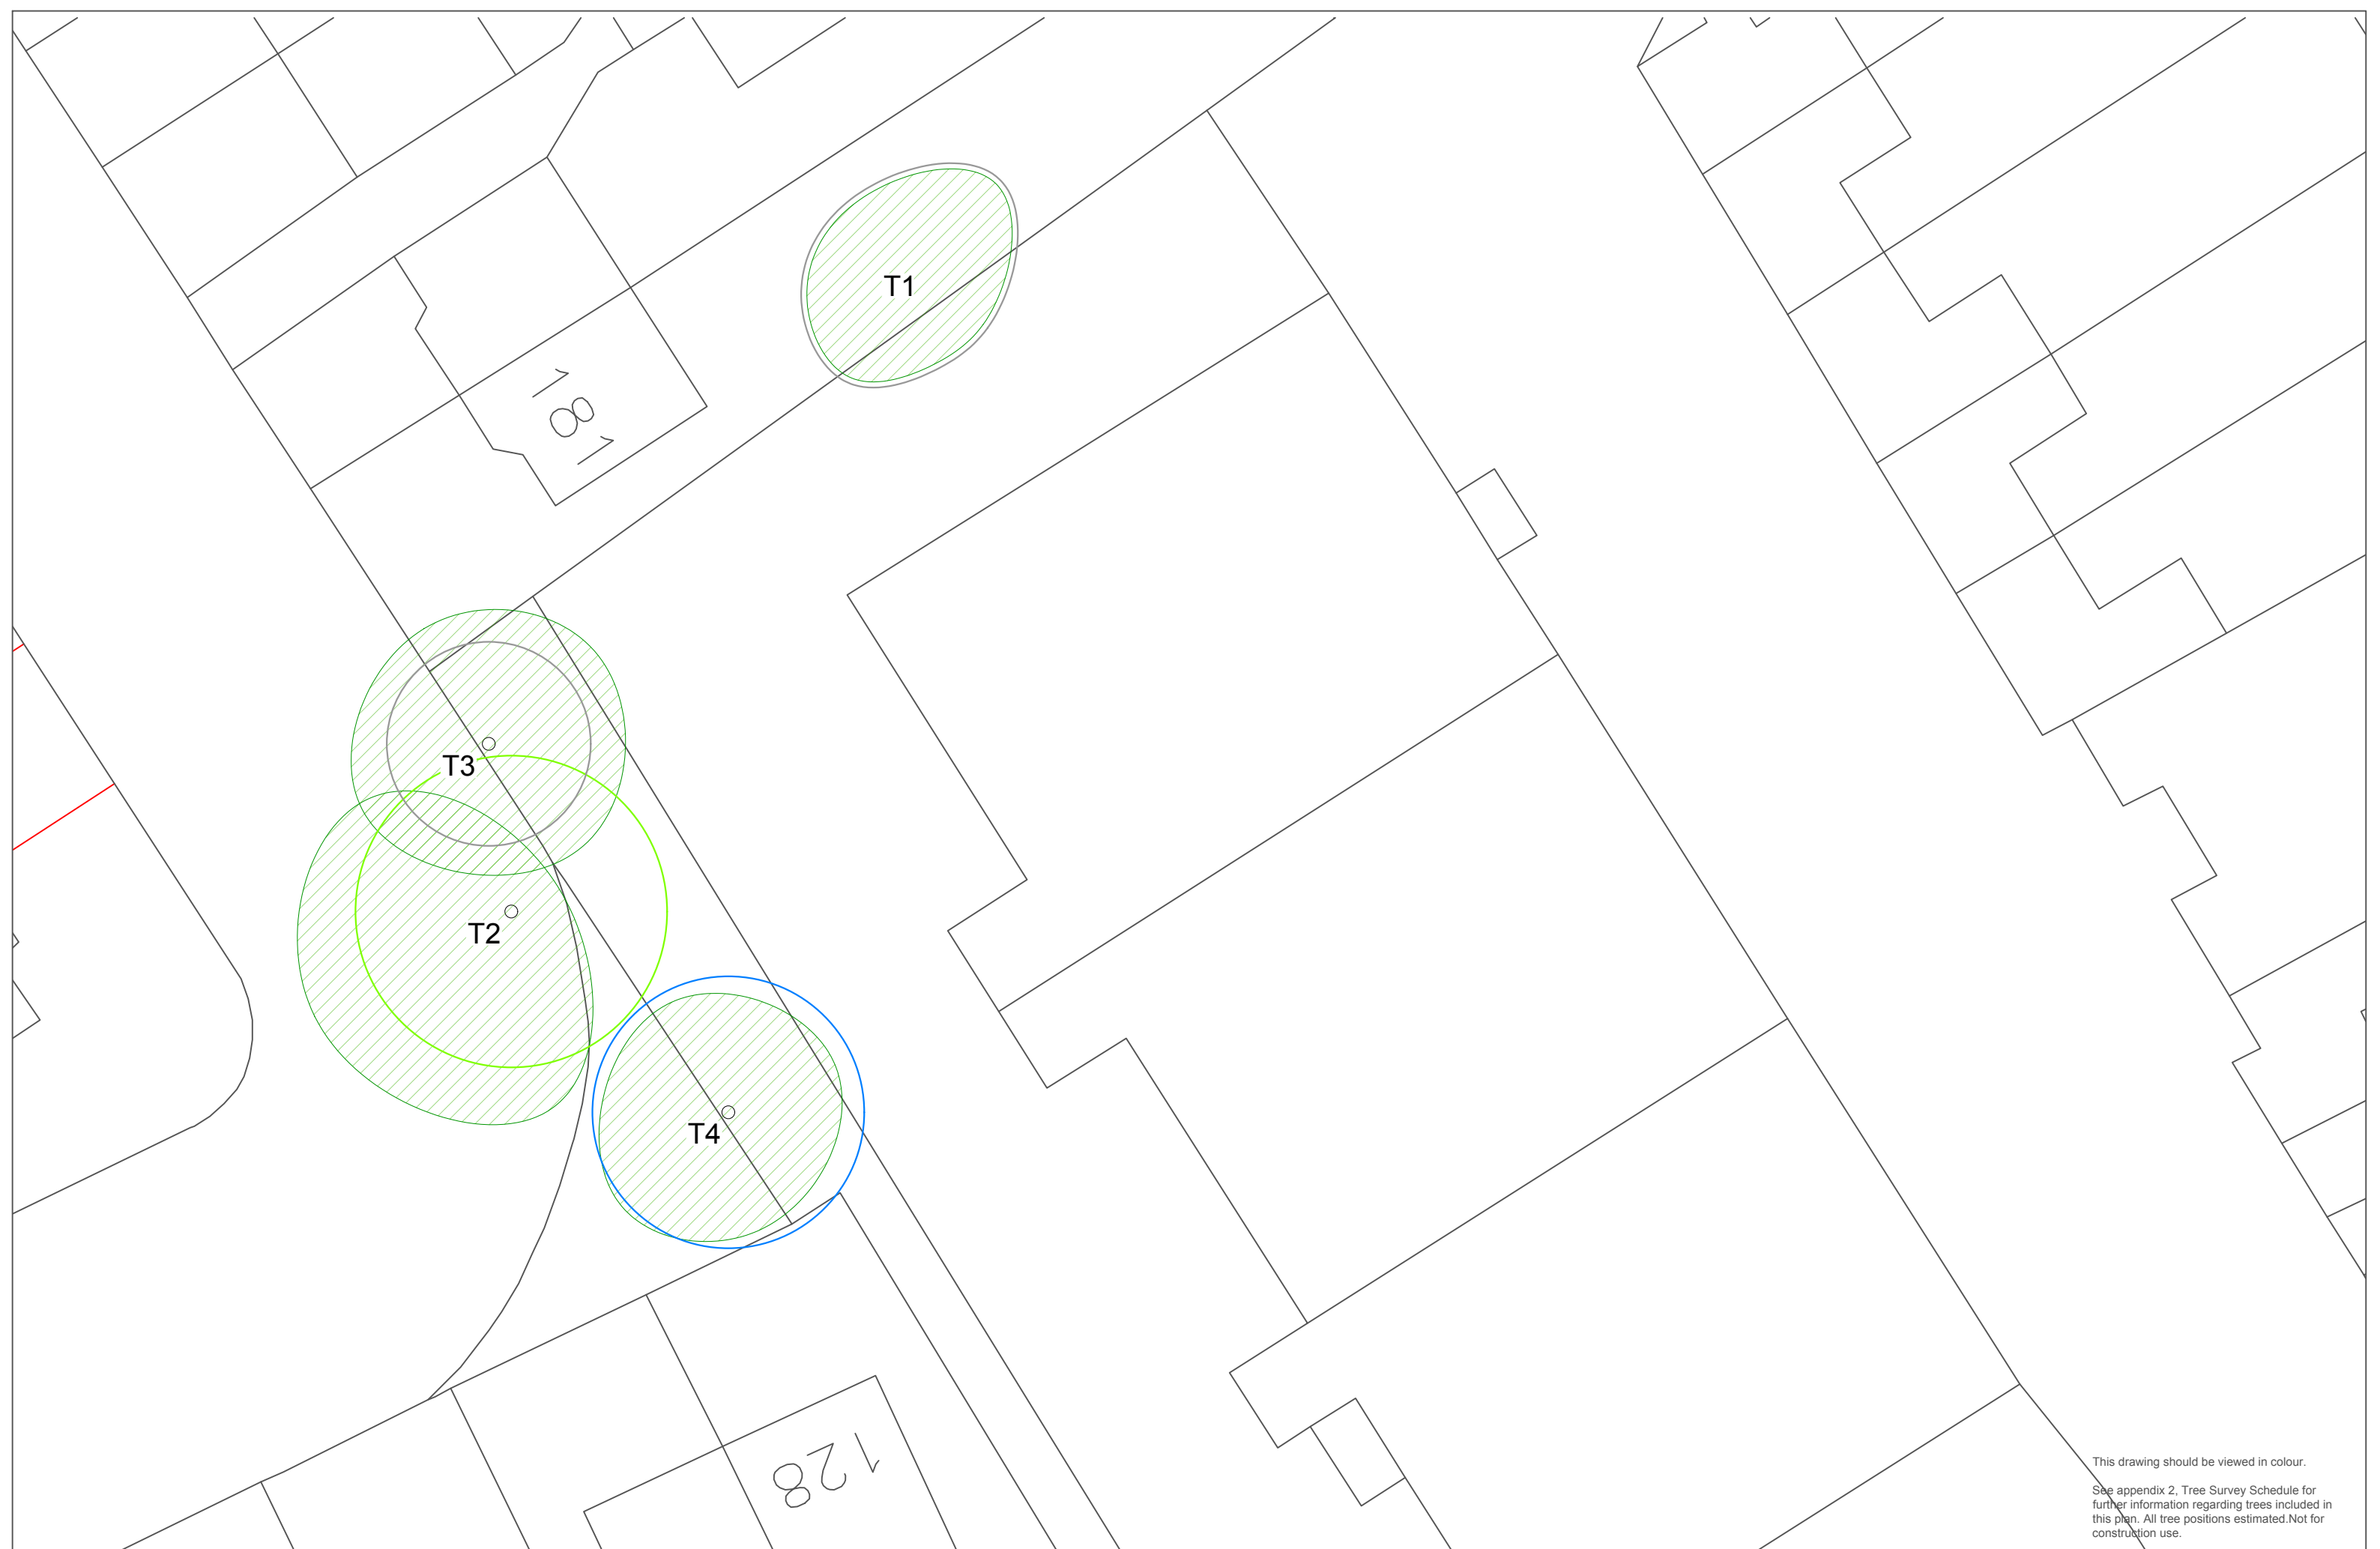 T1
181
T3
T2
T4
128
This drawing should be viewed in colour.
See appendix 2, Tree Survey Schedule for
further information regarding trees included in
this plan. All tree positions estimated.Not for
construction use.